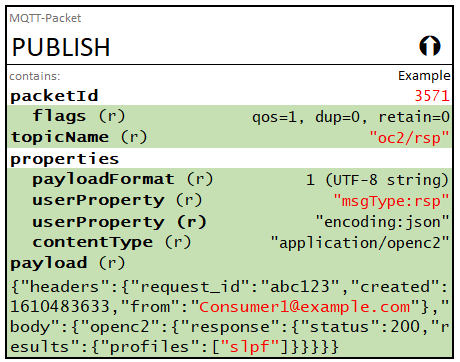 MQTT-Packet
PUBLISH
contains: Example
packetId 3571
flags (r) qos=1, dup=0, retain=0
topicName (r) "oc2/rsp"
properties
payloadFormat (r) 1 (UTF-8 string)
userProperty (r) "msgType:rsp"
userProperty (r) "encoding:json"
contentType (r) "application/openc2"
payload (r)
{"headers":{"request_id":"abc123","created":
1610483633,"from":"Consumer1@example.com"},"
body":{"openc2":{"response":{"status":200,"r
esults":{"profiles":["slpf"]}}}}}